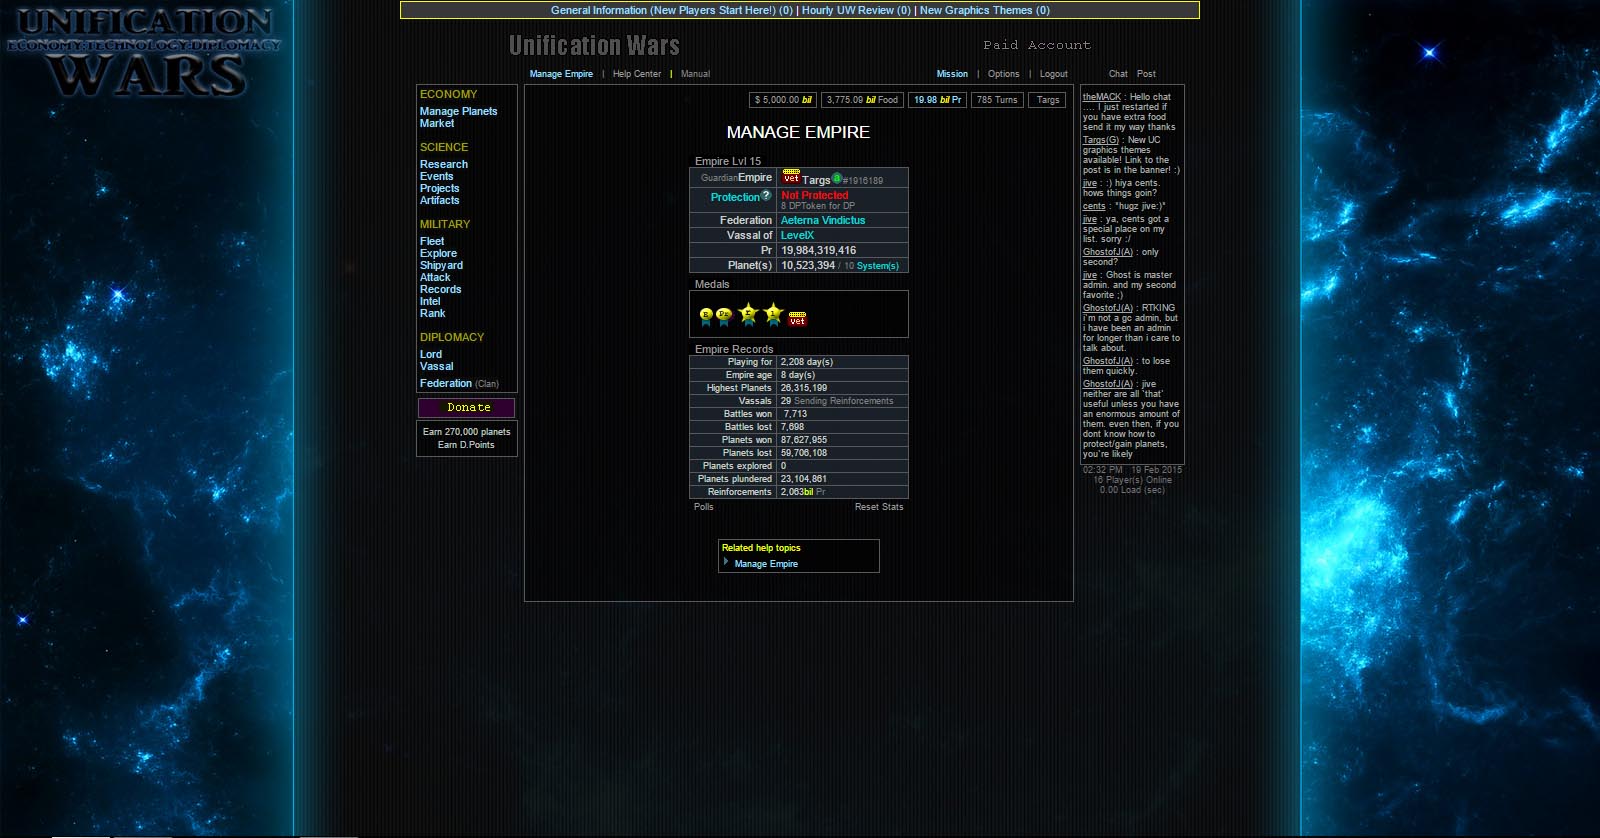 General Information (New Players Start Here!) (0) | Hourly UW Review (0) | New Graphics Themes (0)
UNIFICATION
ECONOMY·TECHNOLOGY·DIPLOMACY
WARS
Unification Wars
Paid Account
Manage Empire | Help Center | Manual
Mission | Options | Logout
Chat Post
ECONOMY
Manage Planets
Market
SCIENCE
Research
Events
Projects
Artifacts
MILITARY
Fleet
Explore
Shipyard
Attack
Records
Intel
Rank
DIPLOMACY
Lord
Vassal
Federation (Clan)
Donate
Earn 270,000 planets
Earn D.Points
$ 5,000.00 bil 3,775.09 bil Food 19.98 bil Pr 785 Turns Targs
MANAGE EMPIRE
Empire Lvl 15
GuardianEmpire vet Targs a #1916189
Protection? Not Protected
8 DPToken for DP
Federation Aeterna Vindictus
Vassal of LevelX
Pr 19,984,319,416
Planet(s) 10,523,394 / 10 System(s)
Medals
E Pr r i vet
Empire Records
Playing for 2,208 day(s)
Empire age 8 day(s)
Highest Planets 26,315,199
Vassals 29 Sending Reinforcements
Battles won 7,713
Battles lost 7,698
Planets won 87,627,955
Planets lost 59,706,108
Planets explored 0
Planets plundered 23,104,861
Reinforcements 2,063bil Pr
Polls Reset Stats
Related help topics
Manage Empire
theMACK : Hello chat
.... I just restarted if
you have extra food
send it my way thanks
Targs(G) : New UC
graphics themes
available! Link to the
post is in the banner! :)
jive : :) hiya cents.
hows things goin?
cents : *hugz jive:)*
jive : ya, cents got a
special place on my
list. sorry :/
GhostofJ(A) : only
second?
jive : Ghost is master
admin. and my second
favorite ;)
GhostofJ(A) : RTKING
i'm not a gc admin, but
i have been an admin
for longer than i care to
talk about.
GhostofJ(A) : to lose
them quickly.
GhostofJ(A) : jive
neither are all 'that'
useful unless you have
an enormous amount of
them. even then, if you
dont know how to
protect/gain planets,
you're likely
02:32 PM 19 Feb 2015
16 Player(s) Online
0.00 Load (sec)